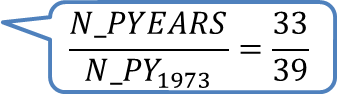 N_PYEARS / N_PY₁₉₇₃ = 33 / 39